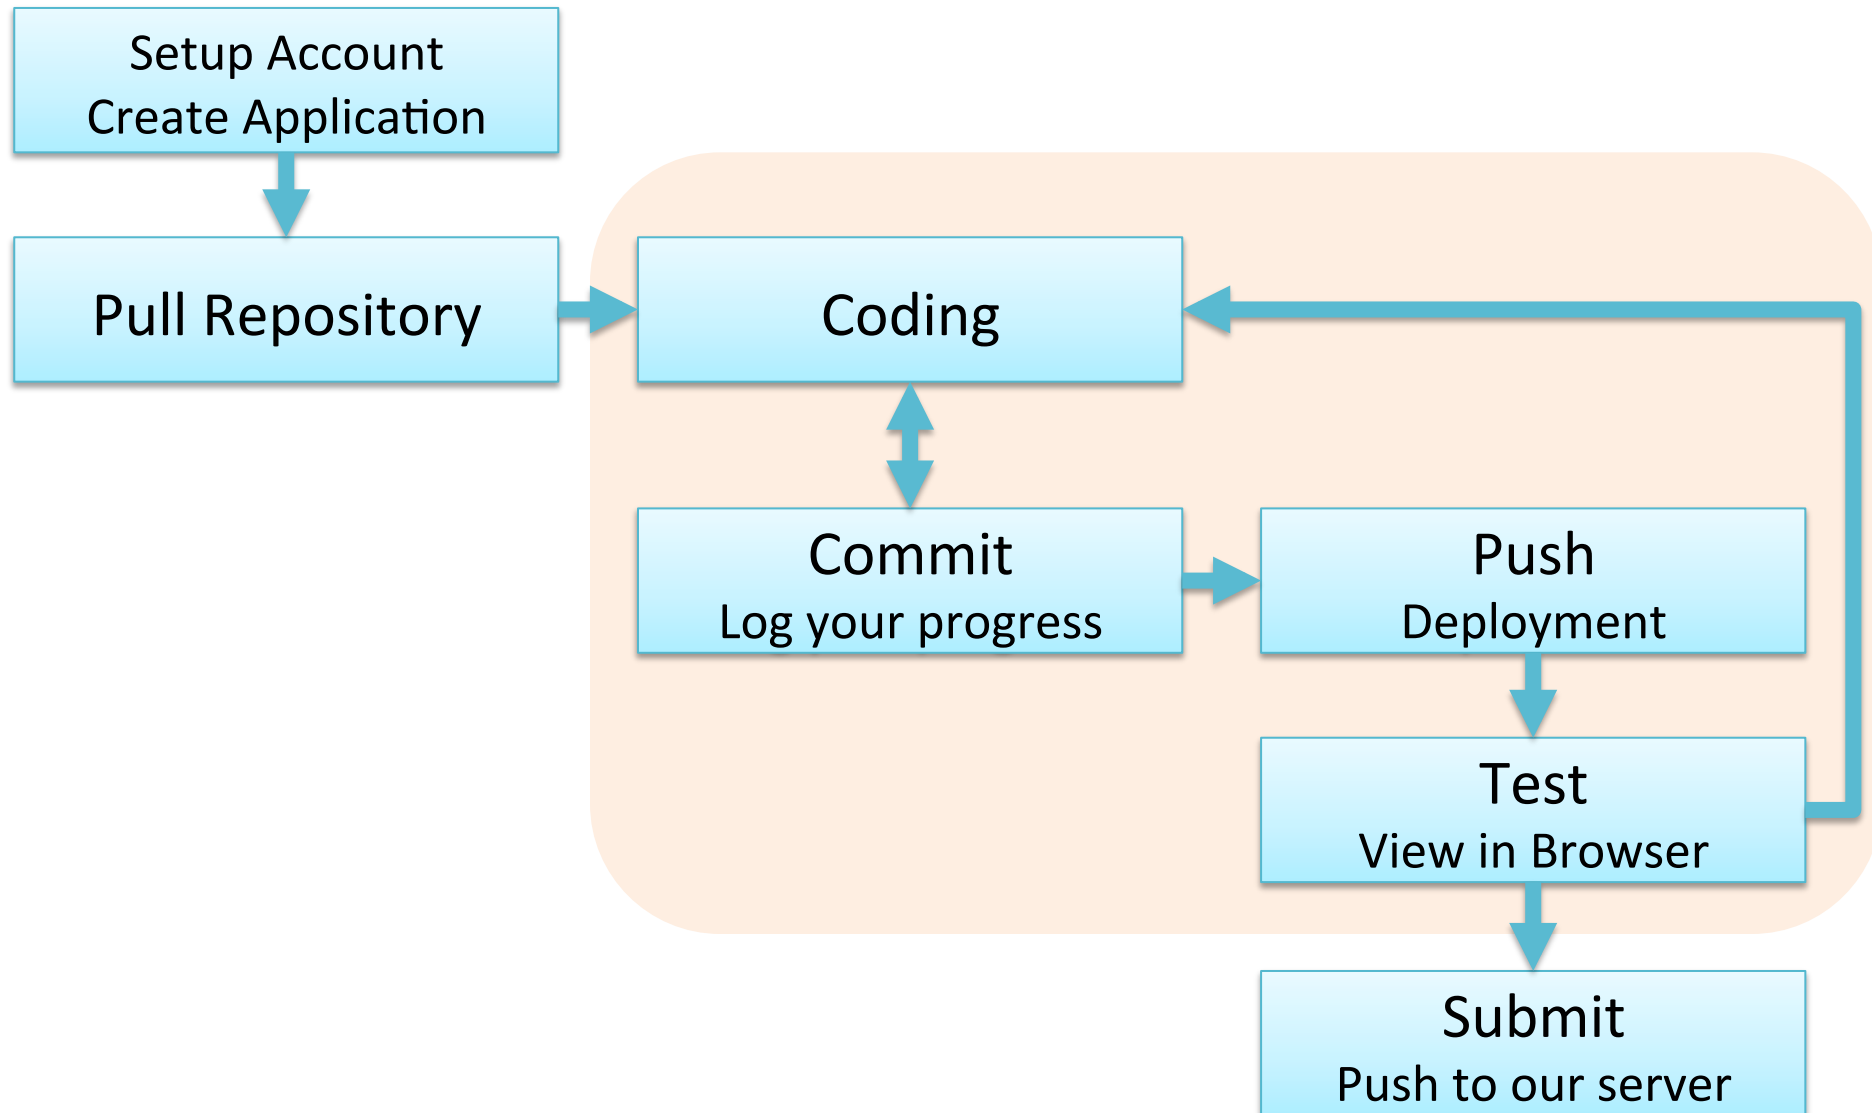 Setup Account
Create Application
Pull Repository
Coding
Commit
Log your progress
Push
Deployment
Test
View in Browser
Submit
Push to our server